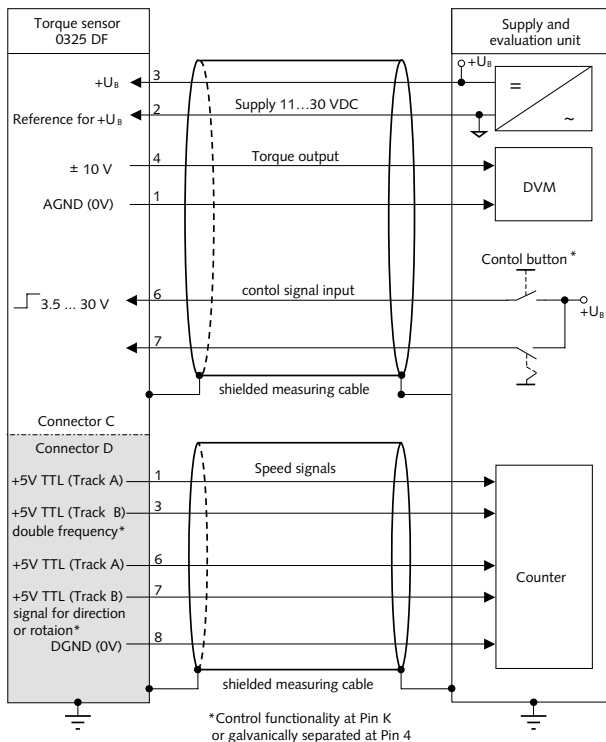 Torque sensor
0325 DF
Supply and
evaluation unit
+UB
3
+UB
=
~
Reference for +UB
2
Supply 11...30 VDC
± 10 V
4
Torque output
DVM
AGND (0V)
1
Contol button *
3.5 ... 30 V
6
contol signal input
+UB
7
shielded measuring cable
Connector C
Connector D
Speed signals
+5V TTL (Track A)
1
+5V TTL (Track B)
3
double frequency*
+5V TTL (Track A)
6
Counter
+5V TTL (Track B)
7
signal for direction
or rotaion*
DGND (0V)
8
shielded measuring cable
*Control functionality at Pin K
or galvanically separated at Pin 4